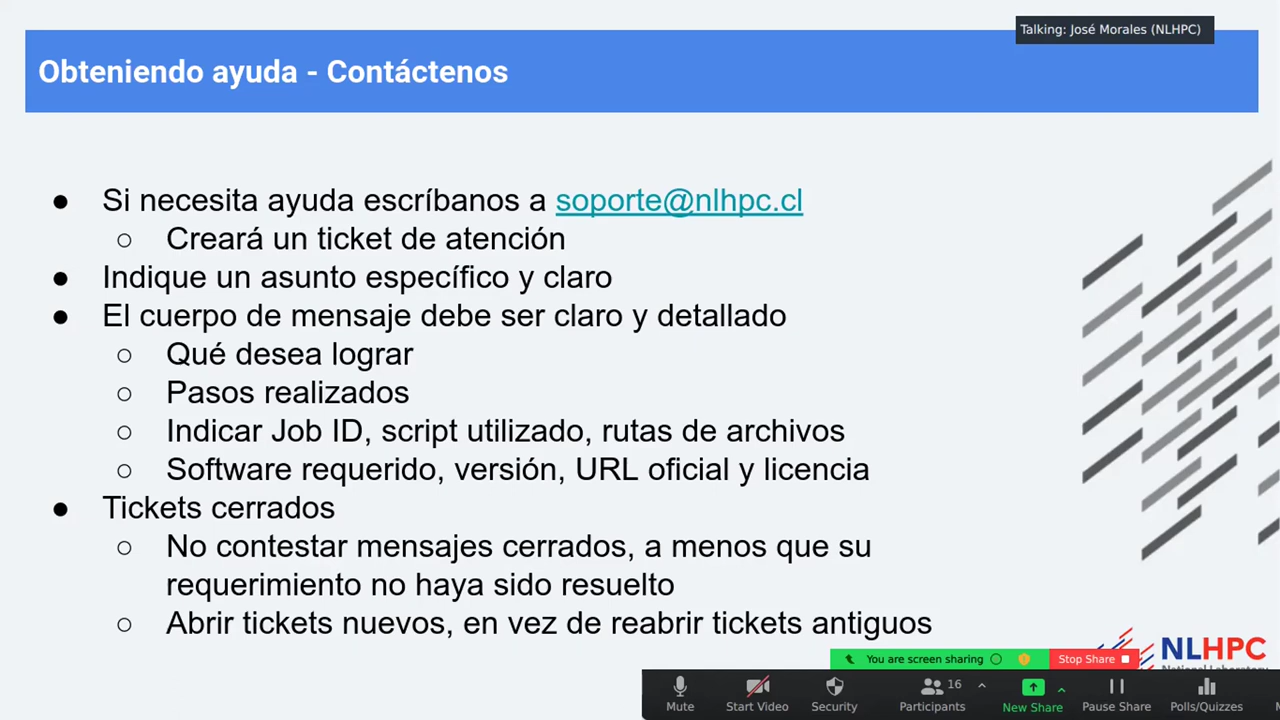 Talking: José Morales (NLHPC)
Obteniendo ayuda - Contáctenos
● Si necesita ayuda escríbanos a soporte@nlhpc.cl
○ Creará un ticket de atención
● Indique un asunto específico y claro
● El cuerpo de mensaje debe ser claro y detallado
○ Qué desea lograr
○ Pasos realizados
○ Indicar Job ID, script utilizado, rutas de archivos
○ Software requerido, versión, URL oficial y licencia
● Tickets cerrados
○ No contestar mensajes cerrados, a menos que su
requerimiento no haya sido resuelto
○ Abrir tickets nuevos, en vez de reabrir tickets antiguos
NLHPC
National Laboratory
You are screen sharing
Stop Share
16
Mute
Start Video
Security
Participants
New Share
Pause Share
Polls/Quizzes